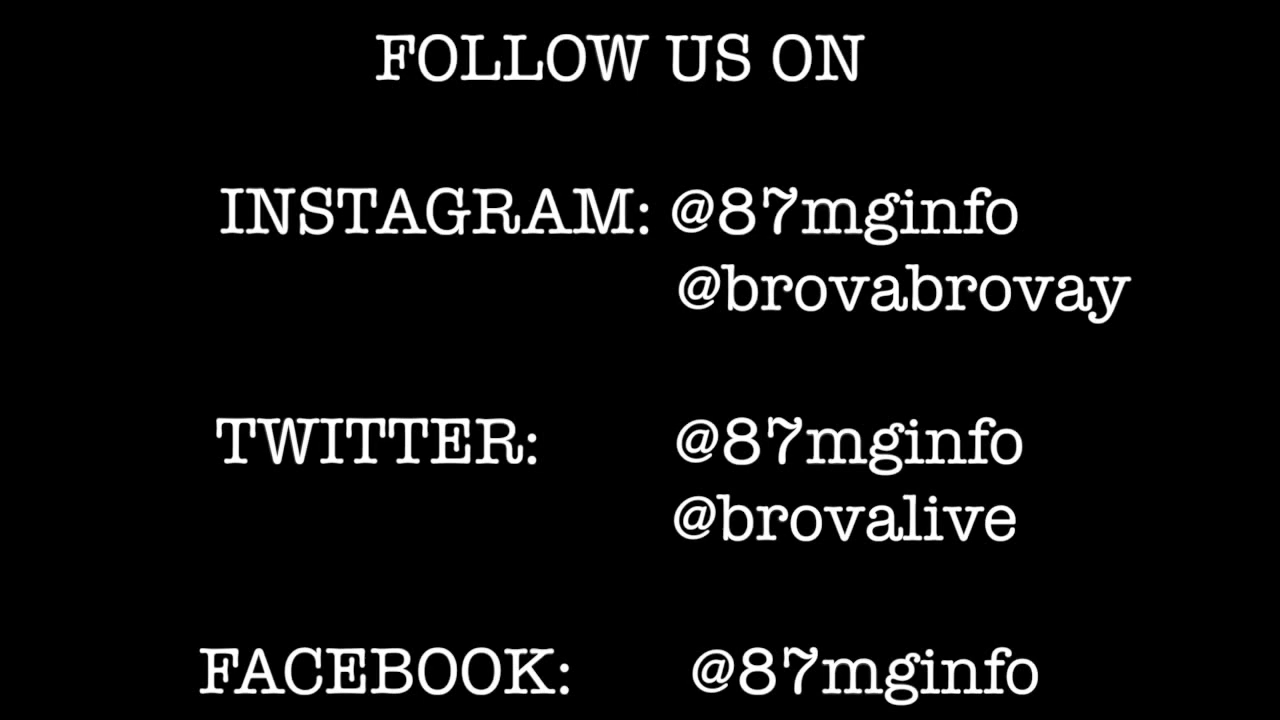 FOLLOW US ON
INSTAGRAM: @87mginfo
@brovabrovay
TWITTER: @87mginfo
@brovalive
FACEBOOK: @87mginfo